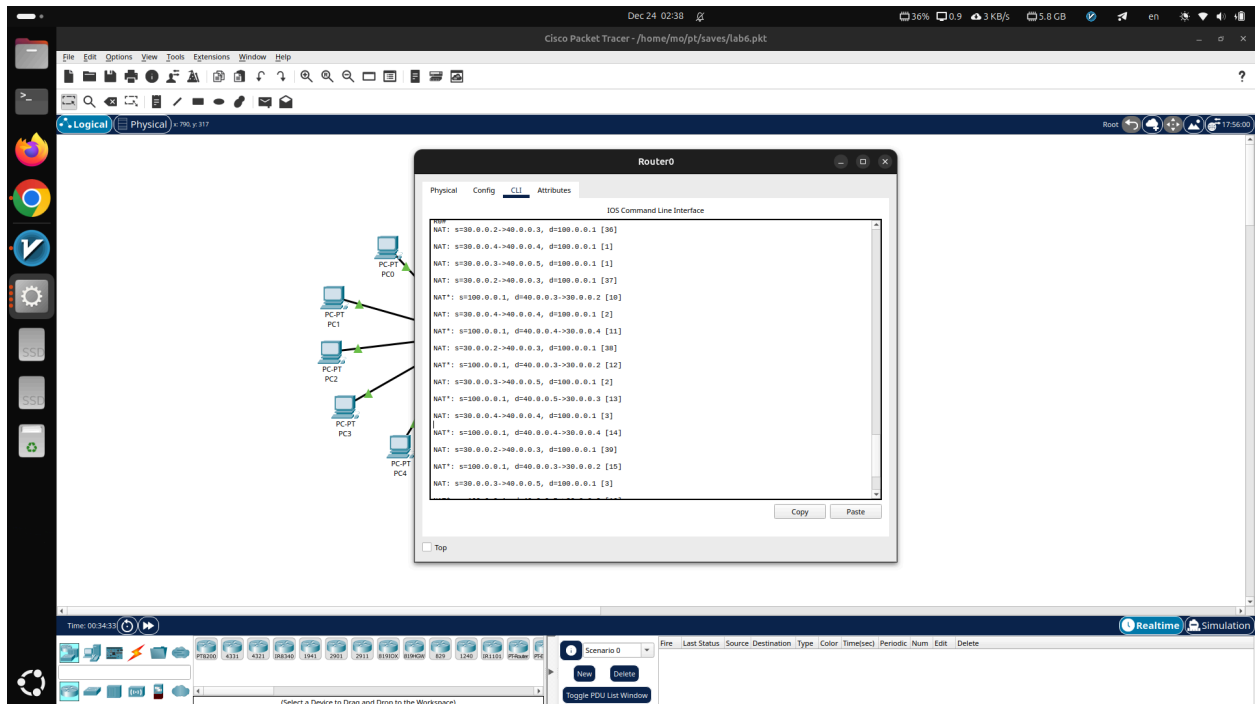 Dec 24 02:38
36% 0.9 3 KB/s 5.8 GB en
Cisco Packet Tracer - /home/mo/pt/saves/lab6.pkt
File Edit Options View Tools Extensions Window Help
?
Logical Physical x: 790, y: 317
Root 17:56:00
Router0
Physical Config CLI Attributes
IOS Command Line Interface
NAT: s=30.0.0.2->40.0.0.3, d=100.0.0.1 [36]
NAT: s=30.0.0.4->40.0.0.4, d=100.0.0.1 [1]
NAT: s=30.0.0.3->40.0.0.5, d=100.0.0.1 [1]
NAT: s=30.0.0.2->40.0.0.3, d=100.0.0.1 [37]
NAT*: s=100.0.0.1, d=40.0.0.3->30.0.0.2 [10]
NAT: s=30.0.0.4->40.0.0.4, d=100.0.0.1 [2]
NAT*: s=100.0.0.1, d=40.0.0.4->30.0.0.4 [11]
NAT: s=30.0.0.2->40.0.0.3, d=100.0.0.1 [38]
NAT*: s=100.0.0.1, d=40.0.0.3->30.0.0.2 [12]
NAT: s=30.0.0.3->40.0.0.5, d=100.0.0.1 [2]
NAT*: s=100.0.0.1, d=40.0.0.5->30.0.0.3 [13]
NAT: s=30.0.0.4->40.0.0.4, d=100.0.0.1 [3]
NAT*: s=100.0.0.1, d=40.0.0.4->30.0.0.4 [14]
NAT: s=30.0.0.2->40.0.0.3, d=100.0.0.1 [39]
NAT*: s=100.0.0.1, d=40.0.0.3->30.0.0.2 [15]
NAT: s=30.0.0.3->40.0.0.5, d=100.0.0.1 [3]
Copy Paste
Top
PC-PT
PC0
PC-PT
PC1
PC-PT
PC2
PC-PT
PC3
PC-PT
PC4
SSD
SSD
Time: 00:34:33
Realtime Simulation
PT8200 4331 4321 IR8340 1941 2901 2911 819IOX 819HGW 829 1240 IR1101 PT-Router
(Select a Device to Drag and Drop to the Workspace)
Scenario 0
New Delete
Toggle PDU List Window
Fire Last Status Source Destination Type Color Time(sec) Periodic Num Edit Delete